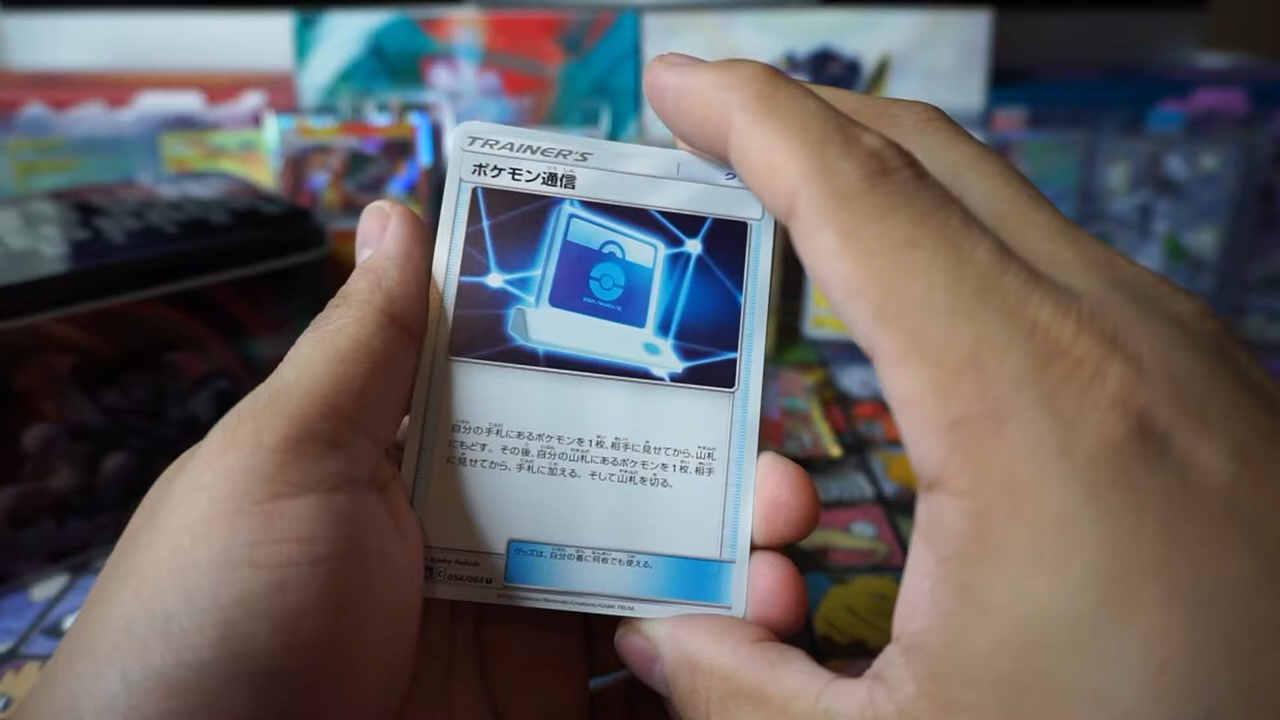 TRAINER'S
ポケモン通信
自分の手札にあるポケモンを1枚、相手に見せてから、山札
にもどす。その後、自分の山札にあるポケモンを1枚、相手
に見せてから、手札に加える。そして山札を切る。
グッズは、自分の番に何枚でも使える。
C 054/064 U